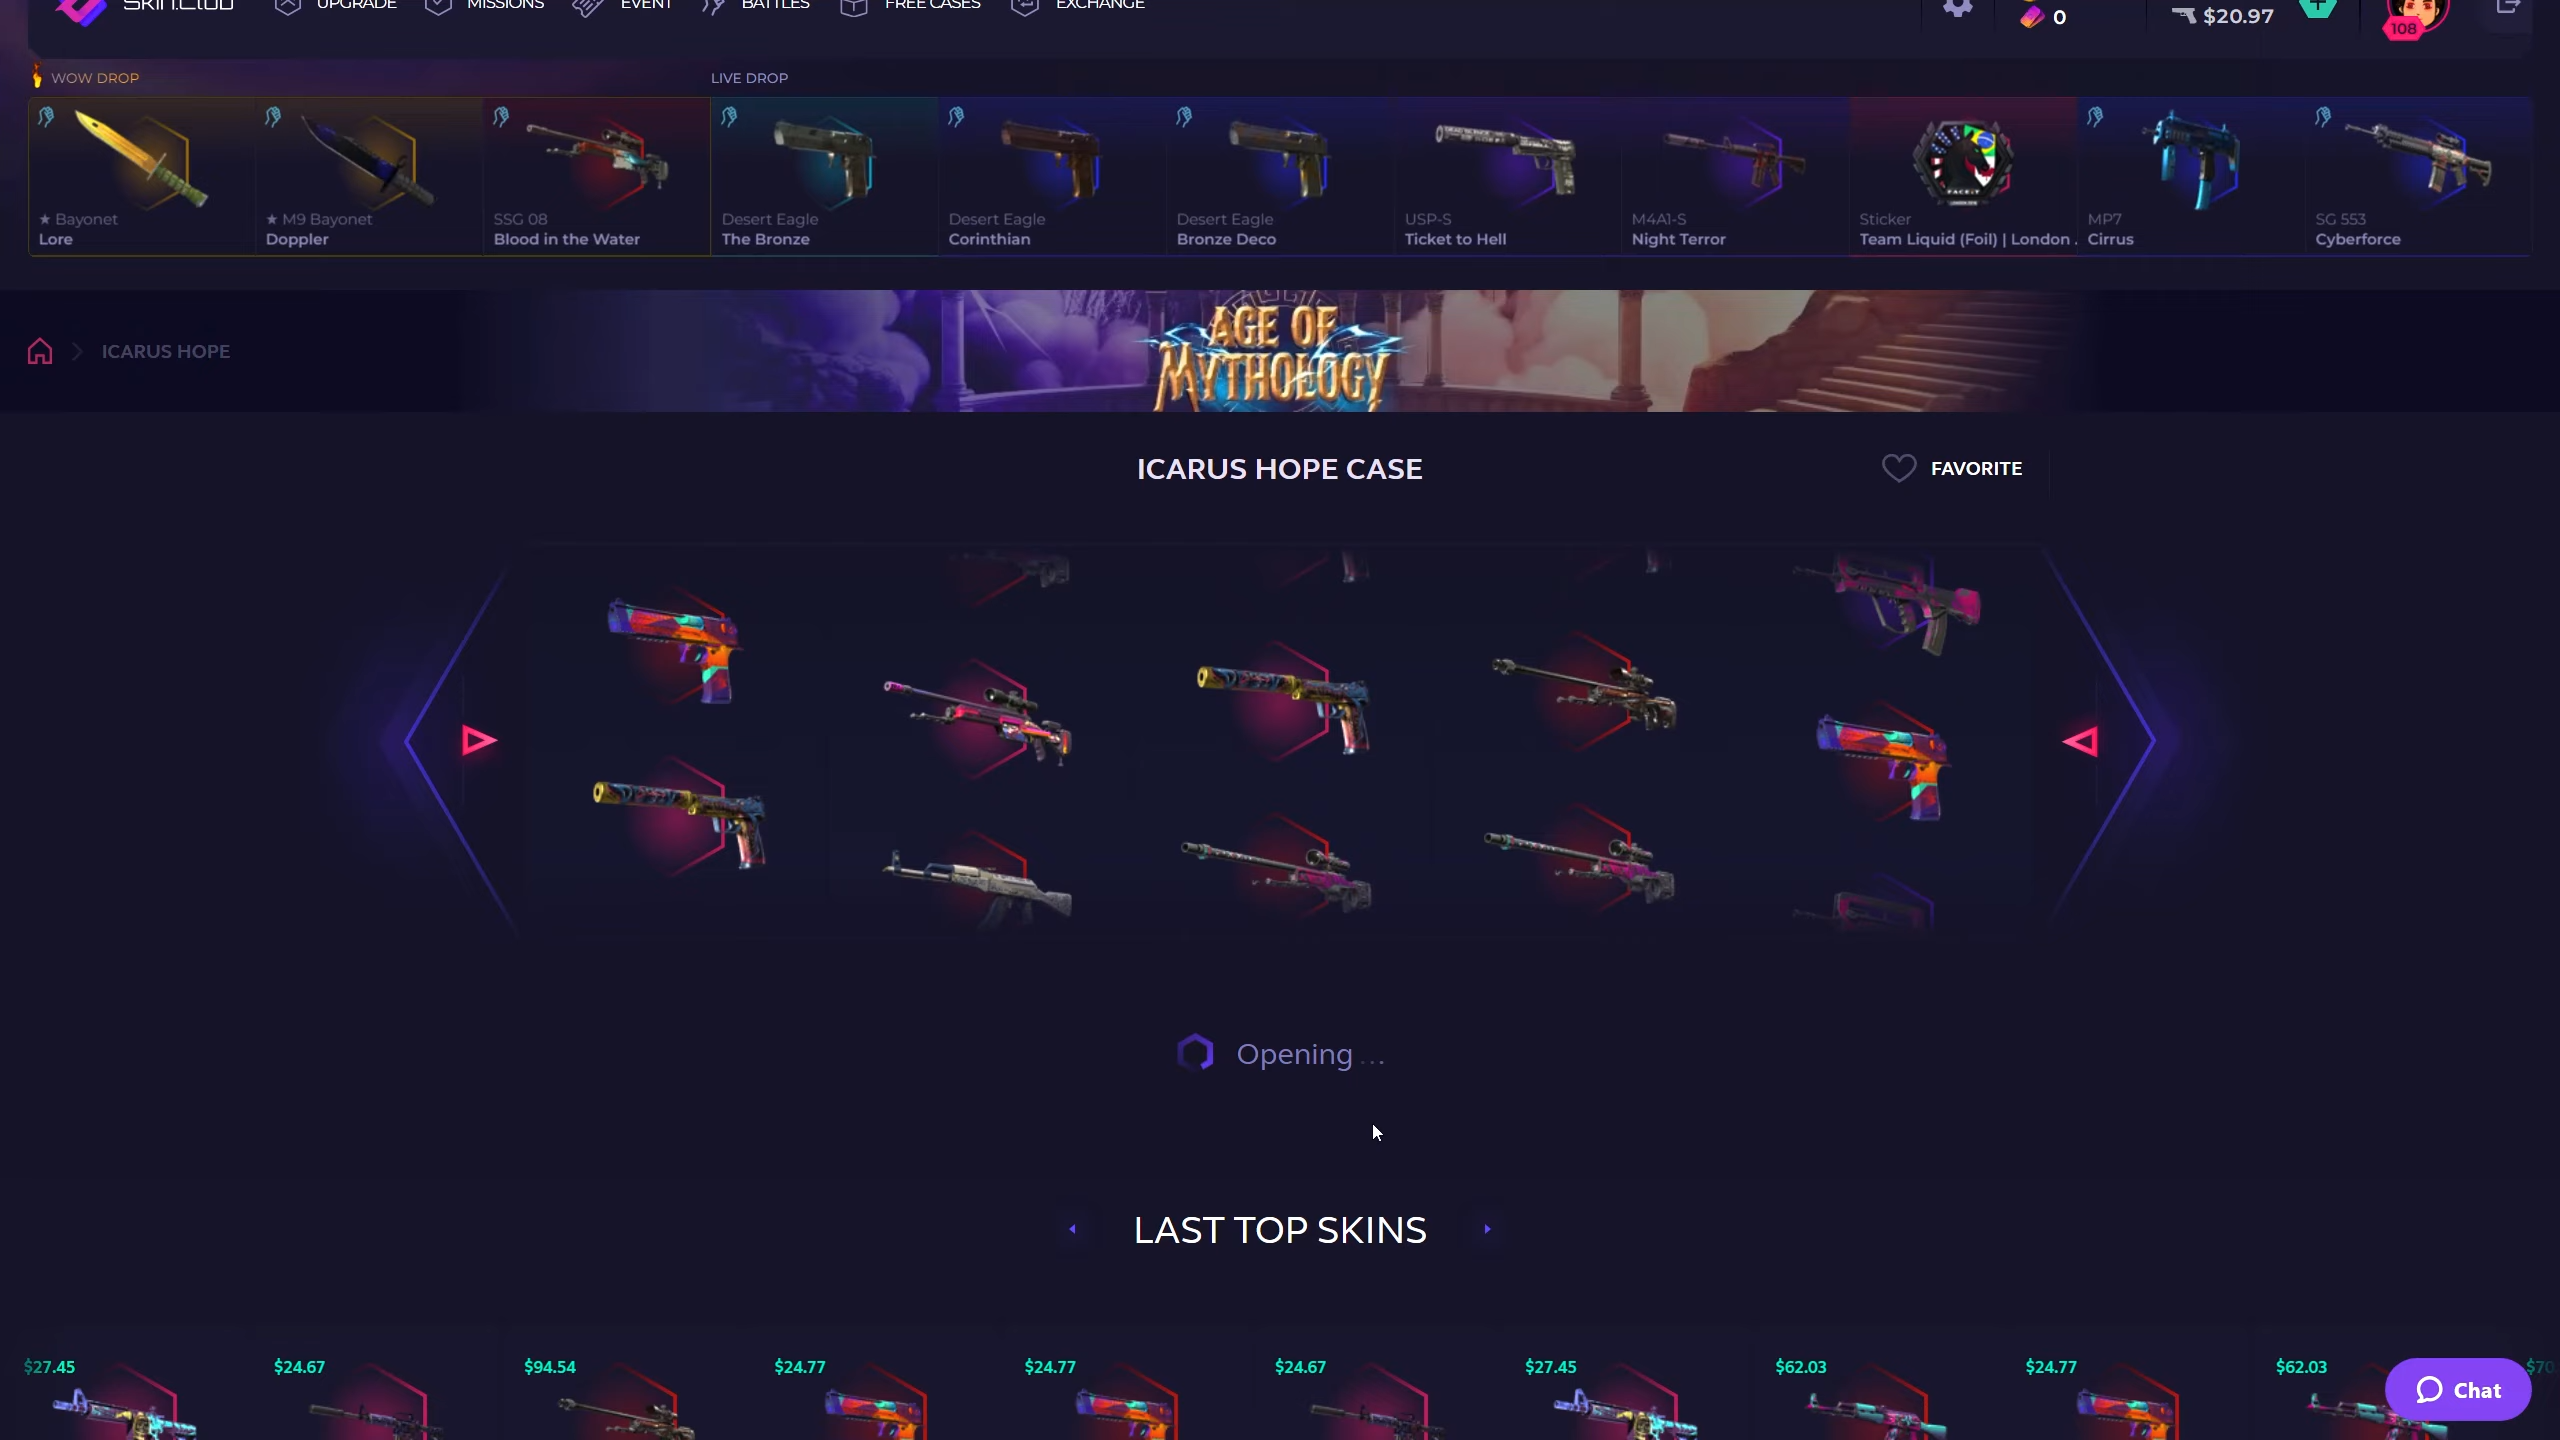 Skin.Club
UPGRADE
MISSIONS
EVENT
BATTLES
FREE CASES
EXCHANGE
0
$20.97
108
WOW DROP
LIVE DROP
★ Bayonet
Lore
★ M9 Bayonet
Doppler
SSG 08
Blood in the Water
Desert Eagle
The Bronze
Desert Eagle
Corinthian
Desert Eagle
Bronze Deco
USP-S
Ticket to Hell
M4A1-S
Night Terror
Sticker
Team Liquid (Foil) | London .
FACEIT
MP7
Cirrus
SG 553
Cyberforce
ICARUS HOPE
AGE OF
MYTHOLOGY
ICARUS HOPE CASE
FAVORITE
Opening ...
LAST TOP SKINS
$27.45
$24.67
$94.54
$24.77
$24.77
$24.67
$27.45
$62.03
$24.77
$62.03
$70
Chat